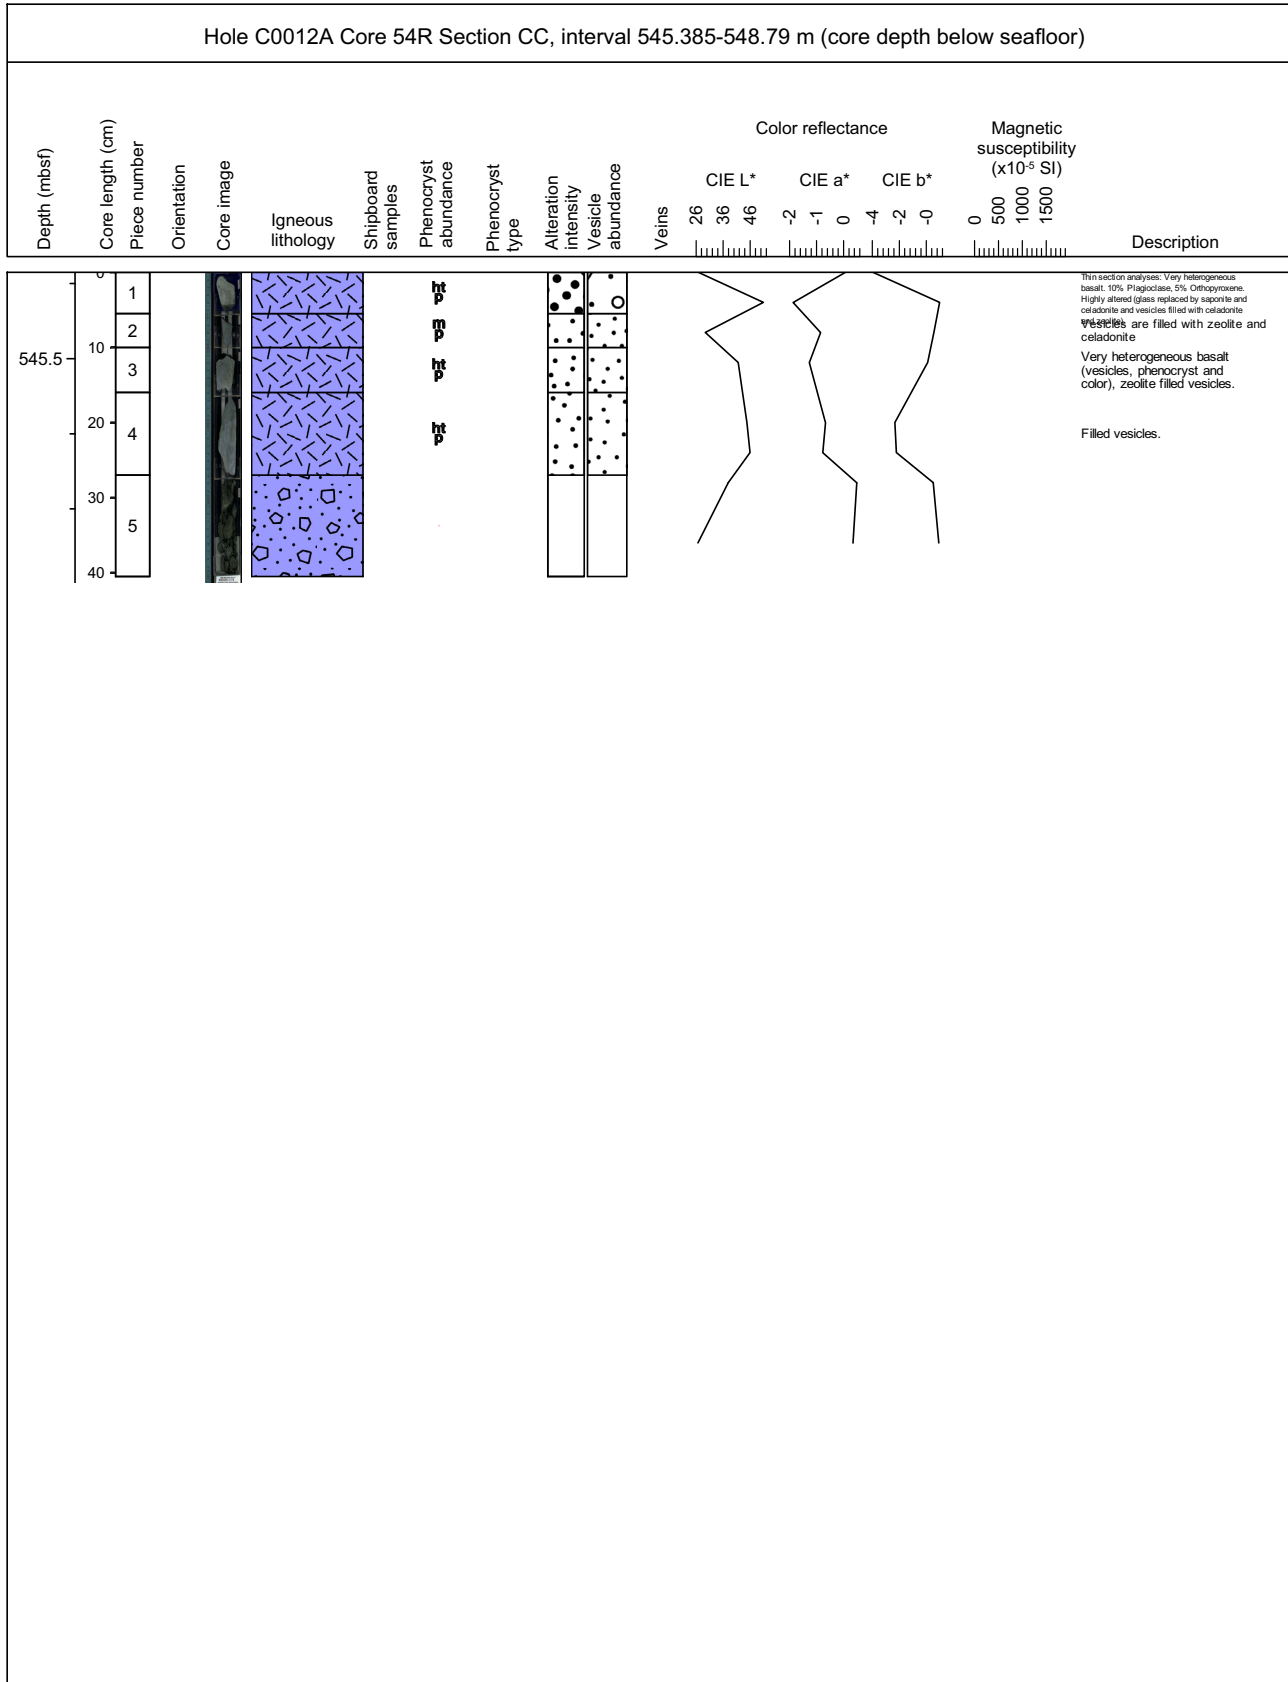 Hole C0012A Core 54R Section CC, interval 545.385-548.79 m (core depth below seafloor)
Depth (mbsf)
Core length (cm)
Piece number
Orientation
Core image
Igneous
lithology
Shipboard
samples
Phenocryst
abundance
Phenocryst
type
Alteration
intensity
Vesicle
abundance
Veins
Color reflectance
CIE L*
CIE a*
CIE b*
26 36 46
-2 -1 0
-4 -2 -0
Magnetic
susceptibility
(x10-5 SI)
0 500 1000 1500
Description
545.5
0
10
20
30
40
1
2
3
4
5
ht
p
m
p
ht
p
ht
p
Thin section analyses: Very heterogeneous
basalt. 10% Plagioclase, 5% Orthopyroxene.
Highly altered (glass replaced by saponite and
celadonite and vesicles filled with celadonite
and zeolite).
Vesicles are filled with zeolite and
celadonite
Very heterogeneous basalt
(vesicles, phenocryst and
color), zeolite filled vesicles.
Filled vesicles.